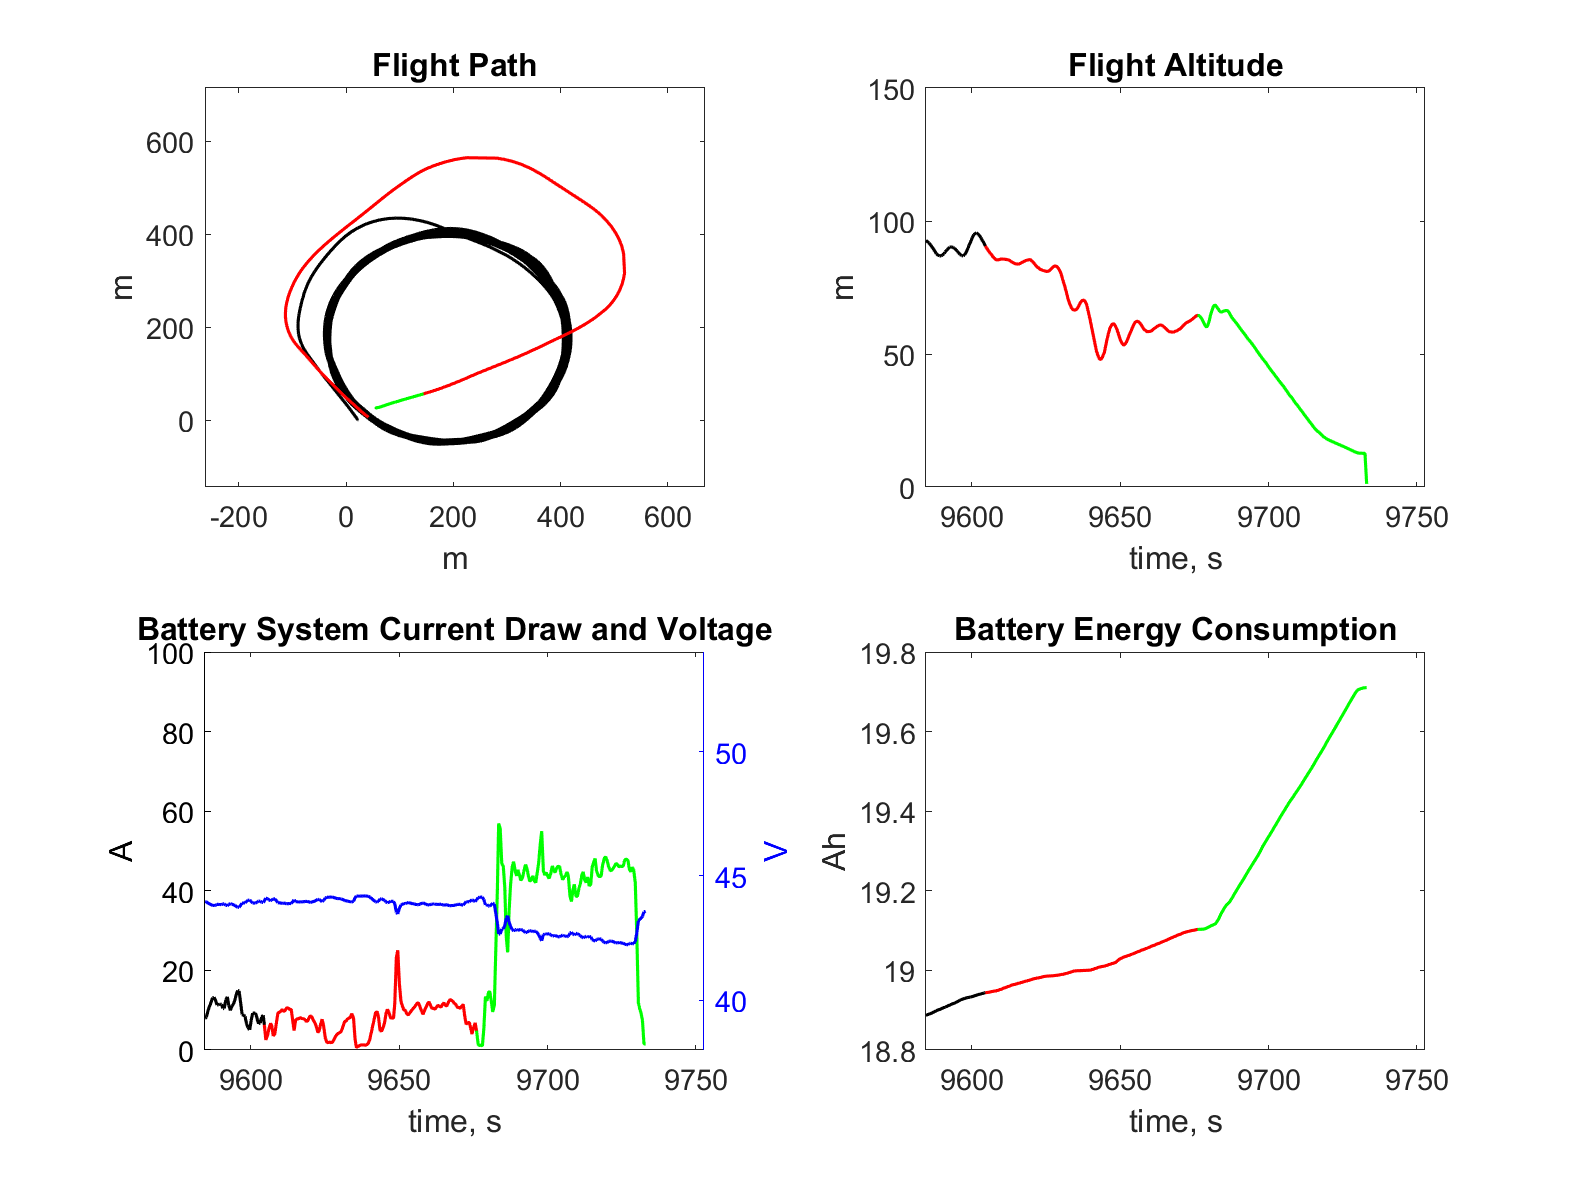 Flight Path
600
400
200
0
m
-200 0 200 400 600
m
Flight Altitude
150
100
50
0
m
9600 9650 9700 9750
time, s
Battery System Current Draw and Voltage
100
80
60
40
20
0
A
50
45
40
V
9600 9650 9700 9750
time, s
Battery Energy Consumption
19.8
19.6
19.4
19.2
19
18.8
Ah
9600 9650 9700 9750
time, s